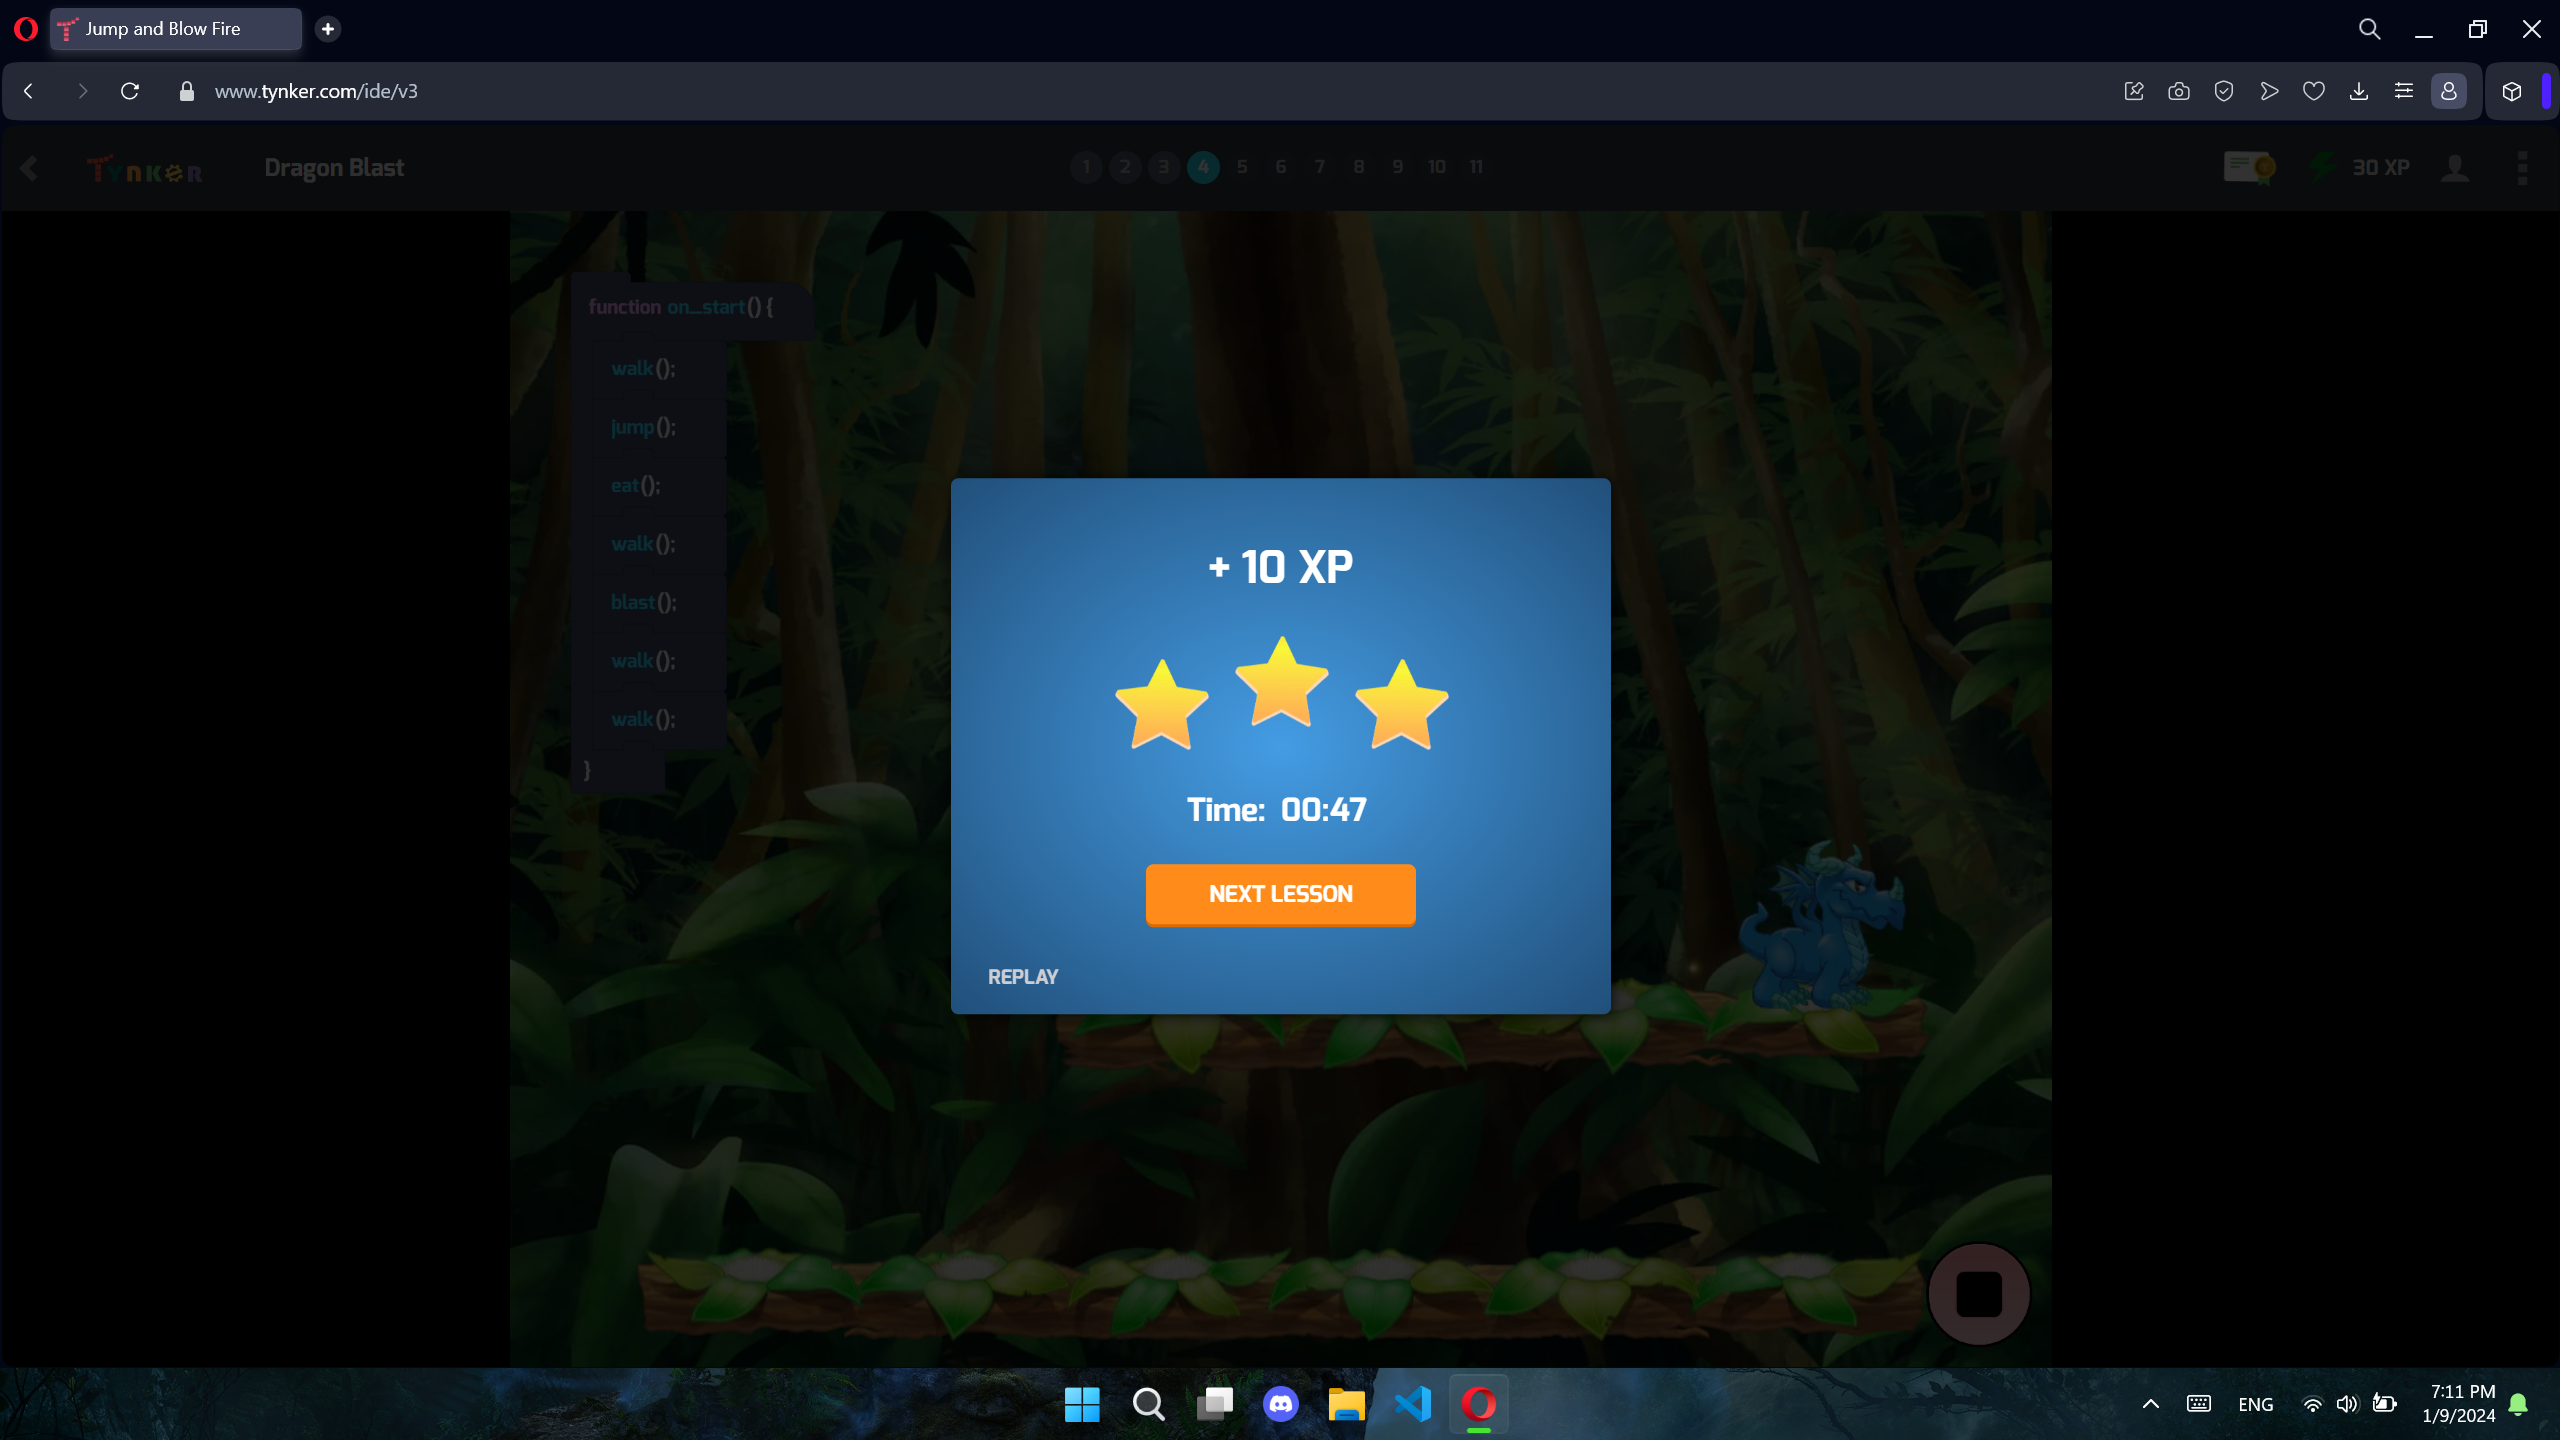 Jump and Blow Fire
www.tynker.com/ide/v3
TYNKER
Dragon Blast
1 2 3 4 5 6 7 8 9 10 11
30 XP
function on_start() {
walk();
jump();
eat();
walk();
blast();
walk();
walk();
}
+ 10 XP
Time: 00:47
NEXT LESSON
REPLAY
ENG
7:11 PM
1/9/2024